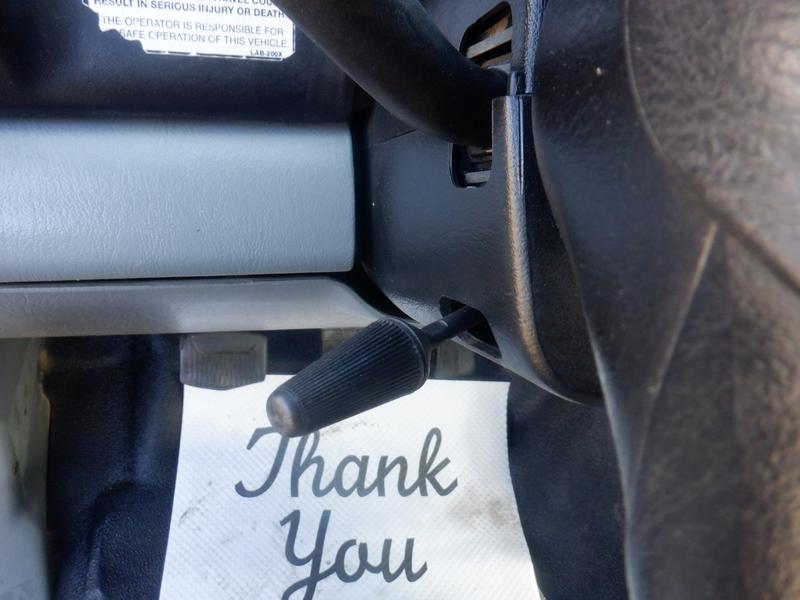 RESULT IN SERIOUS INJURY OR DEATH
THE OPERATOR IS RESPONSIBLE FOR
SAFE OPERATION OF THIS VEHICLE.
LAB-200X
Thank
You